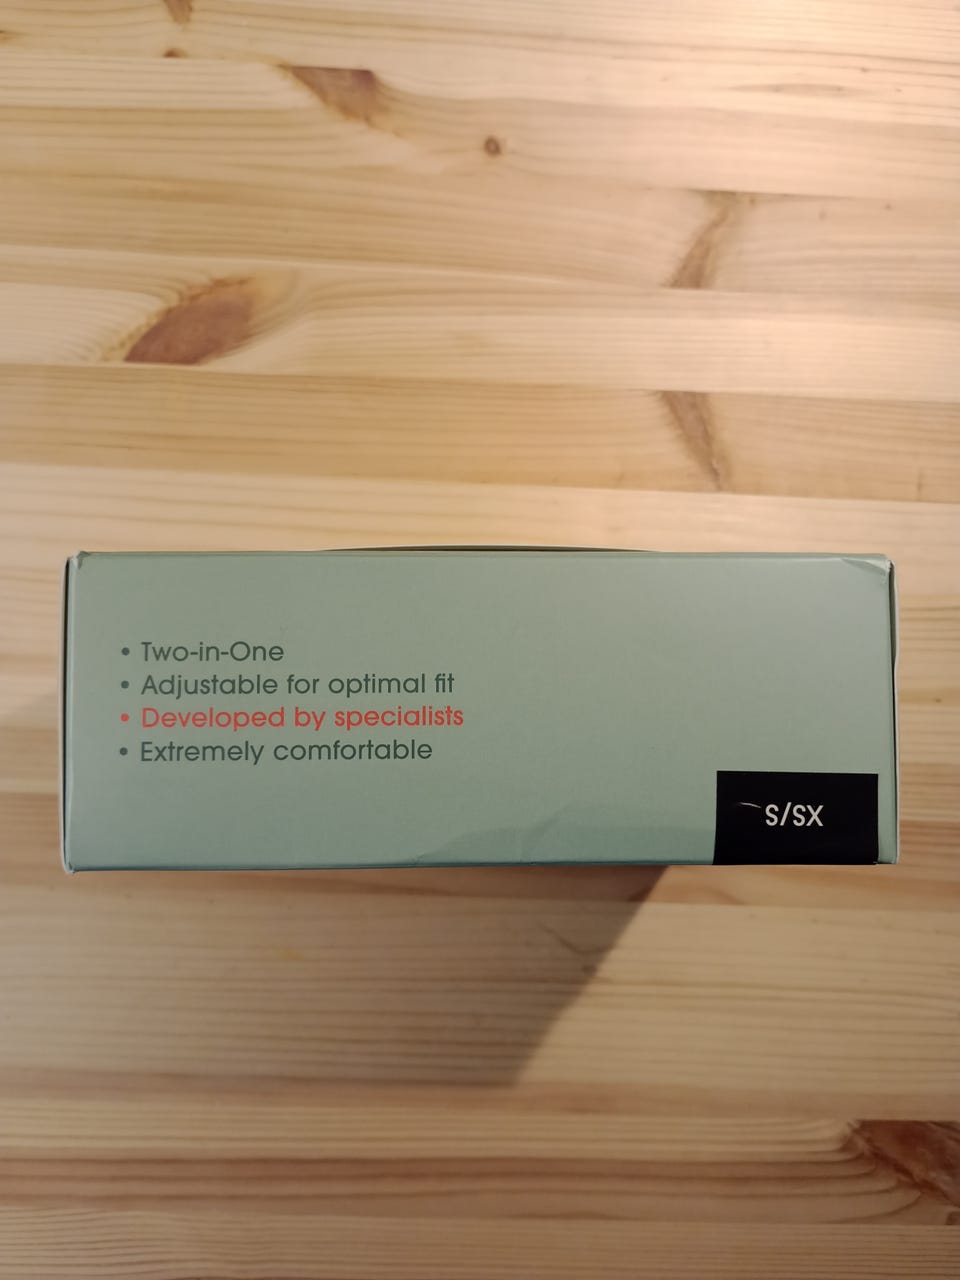 • Two-in-One
• Adjustable for optimal fit
• Developed by specialists
• Extremely comfortable
S/SX